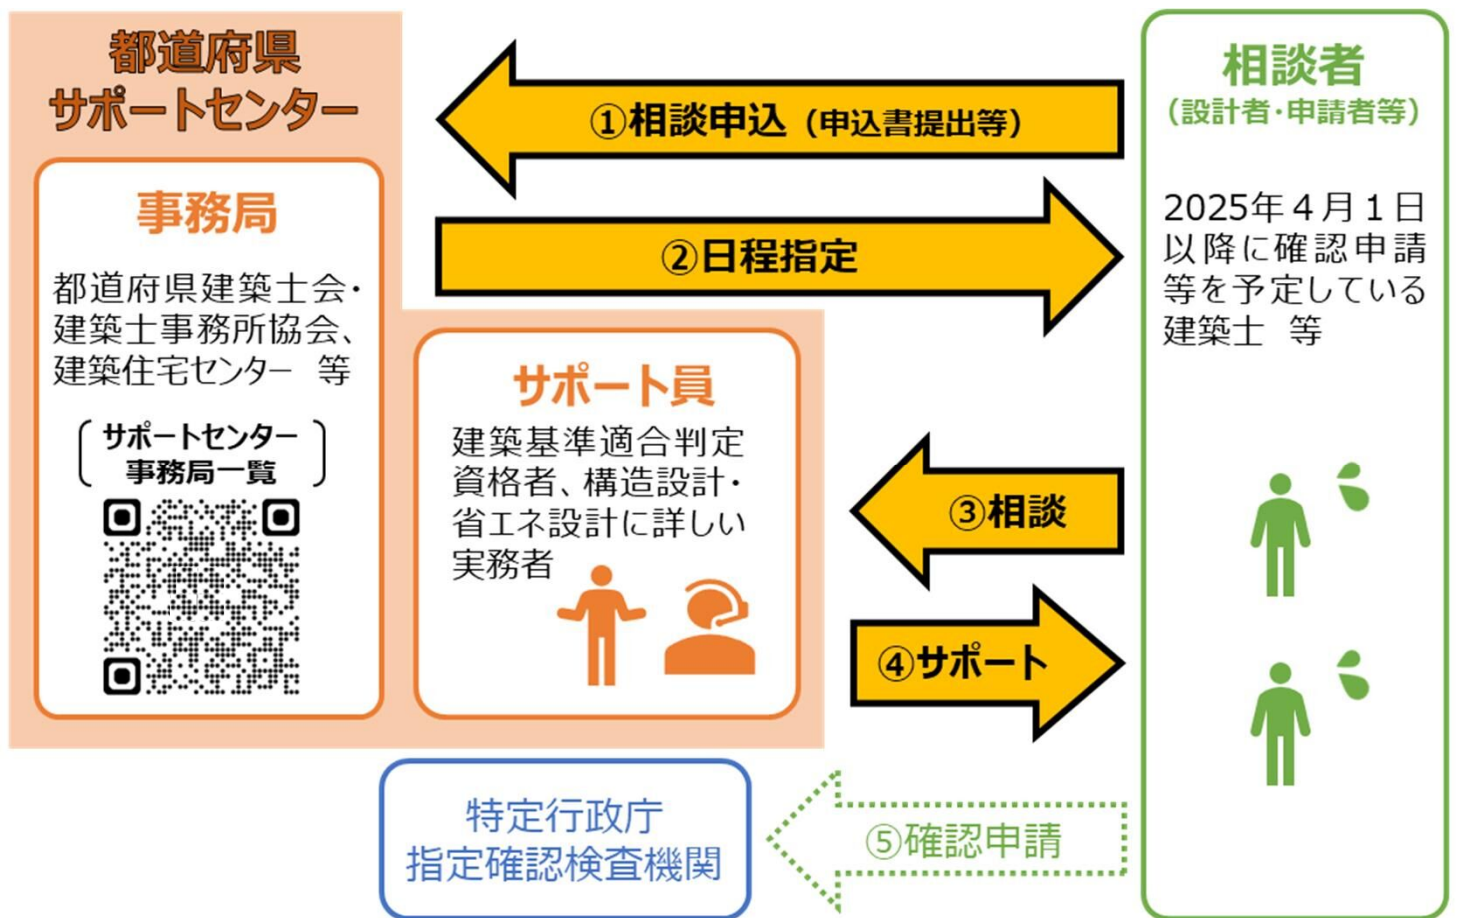 都道府県
サポートセンター
事務局
都道府県建築士会・
建築士事務所協会、
建築住宅センター 等
サポートセンター
事務局一覧
サポート員
建築基準適合判定
資格者、構造設計・
省エネ設計に詳しい
実務者
①相談申込（申込書提出等）
②日程指定
③相談
④サポート
⑤確認申請
相談者
（設計者・申請者等）
2025年４月１日
以降に確認申請
等を予定している
建築士 等
特定行政庁
指定確認検査機関